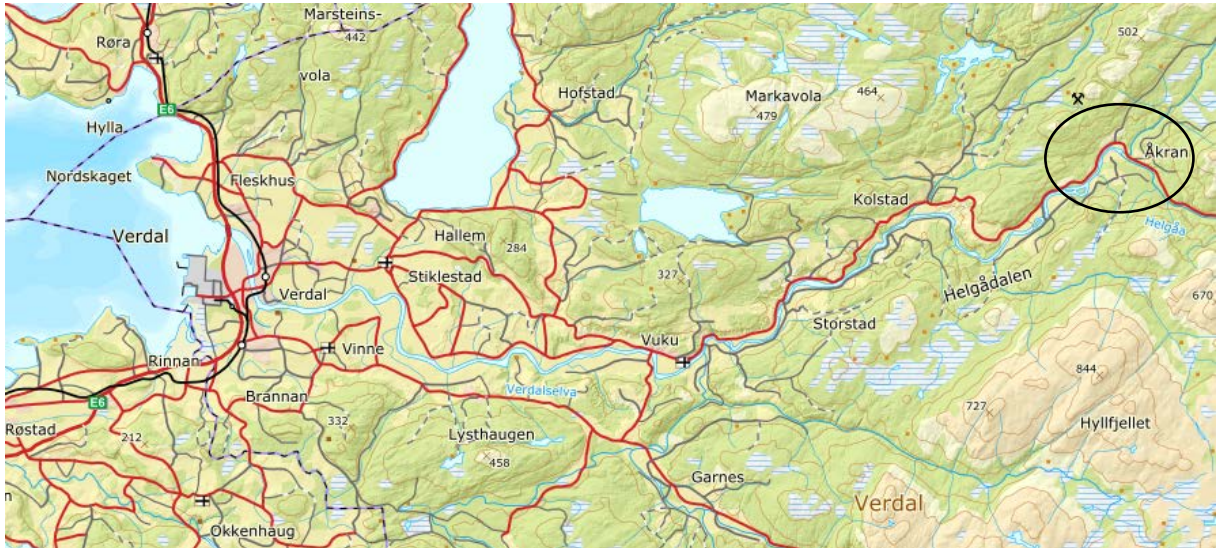 Marsteins-
442
vola
Røra
E6
Hylla
Nordskaget
Fleskhus
Verdal
Hofstad
Markavola
464
479
502
Åkran
Kolstad
Helgåa
Hallem
284
Stiklestad
327
Helgådalen
670
Verdal
Storstad
Vuku
Vinne
Rinnan
Verdalselva
844
Brannan
E6
727
Røstad
212
332
Lysthaugen
458
Hyllfjellet
Garnes
Verdal
n
Okkenhaug